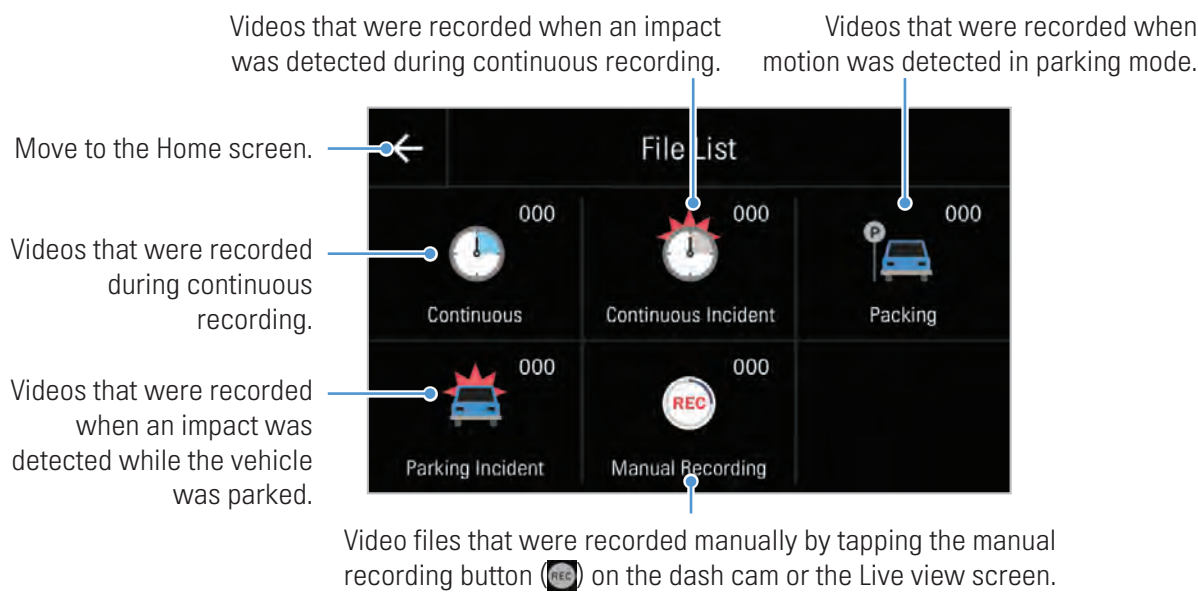 Videos that were recorded when an impact
was detected during continuous recording.
Videos that were recorded when
motion was detected in parking mode.
Move to the Home screen.
File List
Videos that were recorded
during continuous
recording.
000
Continuous
000
Continuous Incident
000
P
Packing
Videos that were recorded
when an impact was
detected while the vehicle
was parked.
000
Parking Incident
000
REC
Manual Recording
Video files that were recorded manually by tapping the manual
recording button (REC) on the dash cam or the Live view screen.